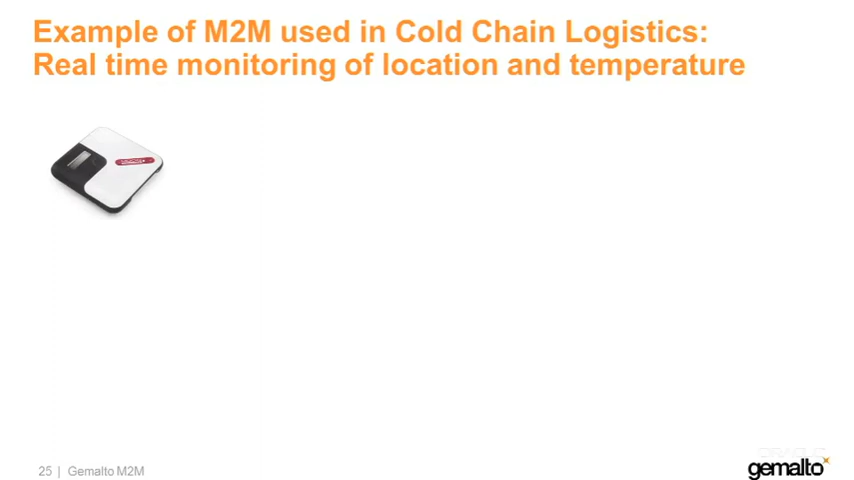 Example of M2M used in Cold Chain Logistics:
Real time monitoring of location and temperature
25 | Gemalto M2M
ORACLE
gemalto